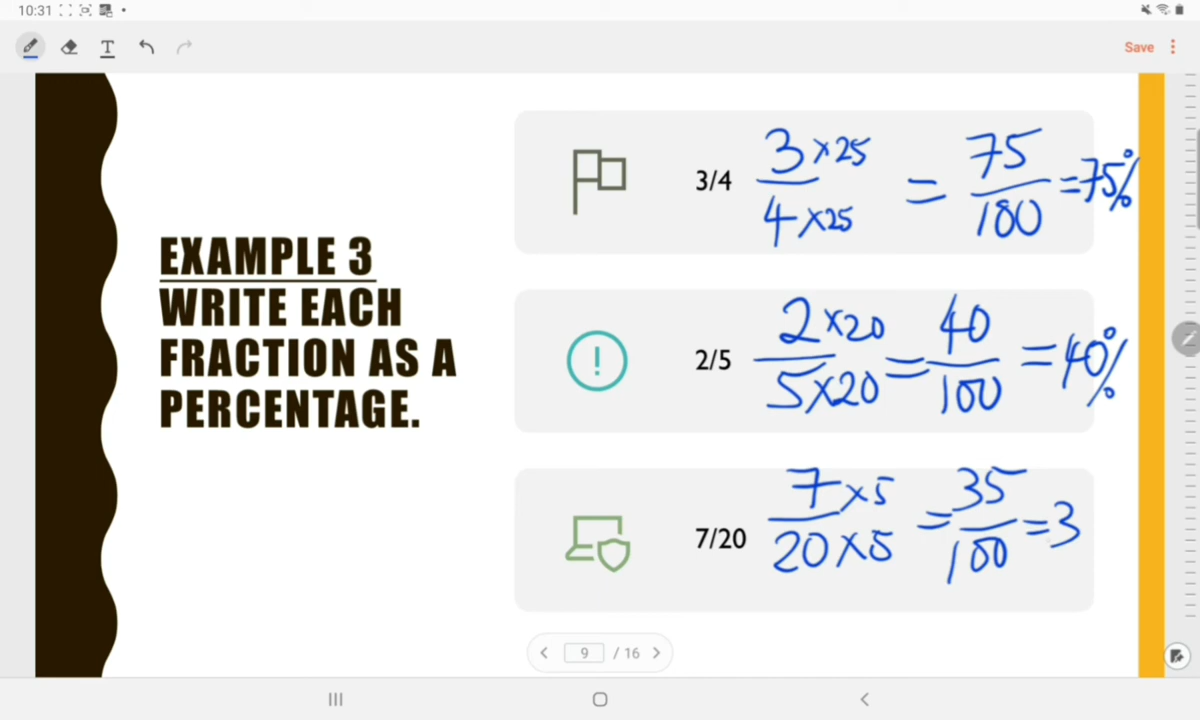 10:31
T
Save
EXAMPLE 3
WRITE EACH
FRACTION AS A
PERCENTAGE.
3/4 3×25/4×25 = 75/100 =75%
2/5 2×20/5×20 = 40/100 =40%
7/20 7×5/20×5 = 35/100 =3
9 / 16